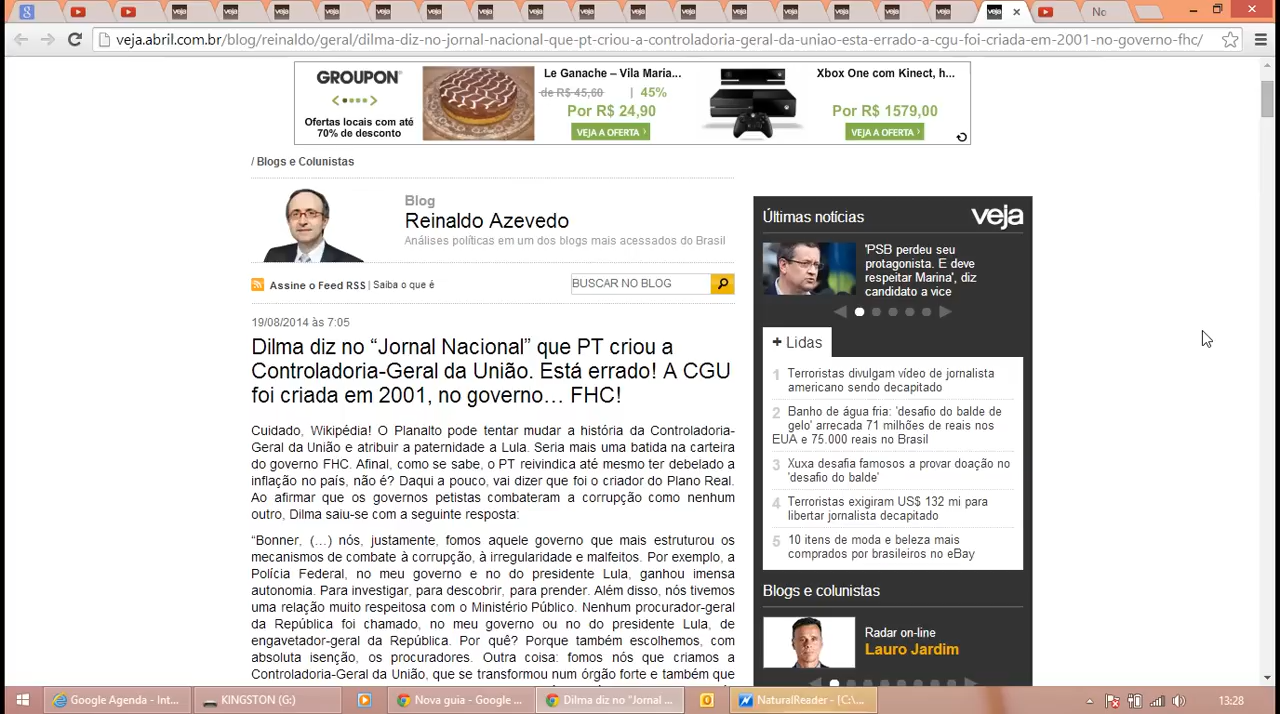 veja.abril.com.br/blog/reinaldo/geral/dilma-diz-no-jornal-nacional-que-pt-criou-a-controladoria-geral-da-uniao-esta-errado-a-cgu-foi-criada-em-2001-no-governo-fhc/
GROUPON
Ofertas locais com até
70% de desconto
Le Ganache – Vila Maria...
de R$ 45,60 | 45%
Por R$ 24,90
VEJA A OFERTA ›
Xbox One com Kinect, h...
Por R$ 1579,00
VEJA A OFERTA ›
/ Blogs e Colunistas
Blog
Reinaldo Azevedo
Análises políticas em um dos blogs mais acessados do Brasil
Assine o Feed RSS | Saiba o que é
BUSCAR NO BLOG
19/08/2014 às 7:05
Dilma diz no “Jornal Nacional” que PT criou a
Controladoria-Geral da União. Está errado! A CGU
foi criada em 2001, no governo… FHC!
Cuidado, Wikipédia! O Planalto pode tentar mudar a história da Controladoria-
Geral da União e atribuir a paternidade a Lula. Seria mais uma batida na carteira
do governo FHC. Afinal, como se sabe, o PT reivindica até mesmo ter debelado a
inflação no país, não é? Daqui a pouco, vai dizer que foi o criador do Plano Real.
Ao afirmar que os governos petistas combateram a corrupção como nenhum
outro, Dilma saiu-se com a seguinte resposta:
“Bonner, (…) nós, justamente, fomos aquele governo que mais estruturou os
mecanismos de combate à corrupção, à irregularidade e malfeitos. Por exemplo, a
Polícia Federal, no meu governo e no do presidente Lula, ganhou imensa
autonomia. Para investigar, para descobrir, para prender. Além disso, nós tivemos
uma relação muito respeitosa com o Ministério Público. Nenhum procurador-geral
da República foi chamado, no meu governo ou no do presidente Lula, de
engavetador-geral da República. Por quê? Porque também escolhemos, com
absoluta isenção, os procuradores. Outra coisa: fomos nós que criamos a
Controladoria-Geral da União, que se transformou num órgão forte e também que
Últimas notícias
veja
'PSB perdeu seu
protagonista. E deve
respeitar Marina', diz
candidato a vice
+ Lidas
1 Terroristas divulgam vídeo de jornalista
americano sendo decapitado
2 Banho de água fria: 'desafio do balde de
gelo' arrecada 71 milhões de reais nos
EUA e 75.000 reais no Brasil
3 Xuxa desafia famosos a provar doação no
'desafio do balde'
4 Terroristas exigiram US$ 132 mi para
libertar jornalista decapitado
5 10 itens de moda e beleza mais
comprados por brasileiros no eBay
Blogs e colunistas
Radar on-line
Lauro Jardim
Google Agenda - Int...
KINGSTON (G:)
Nova guia - Google ...
Dilma diz no "Jornal ...
NaturalReader - [C:\...
13:28